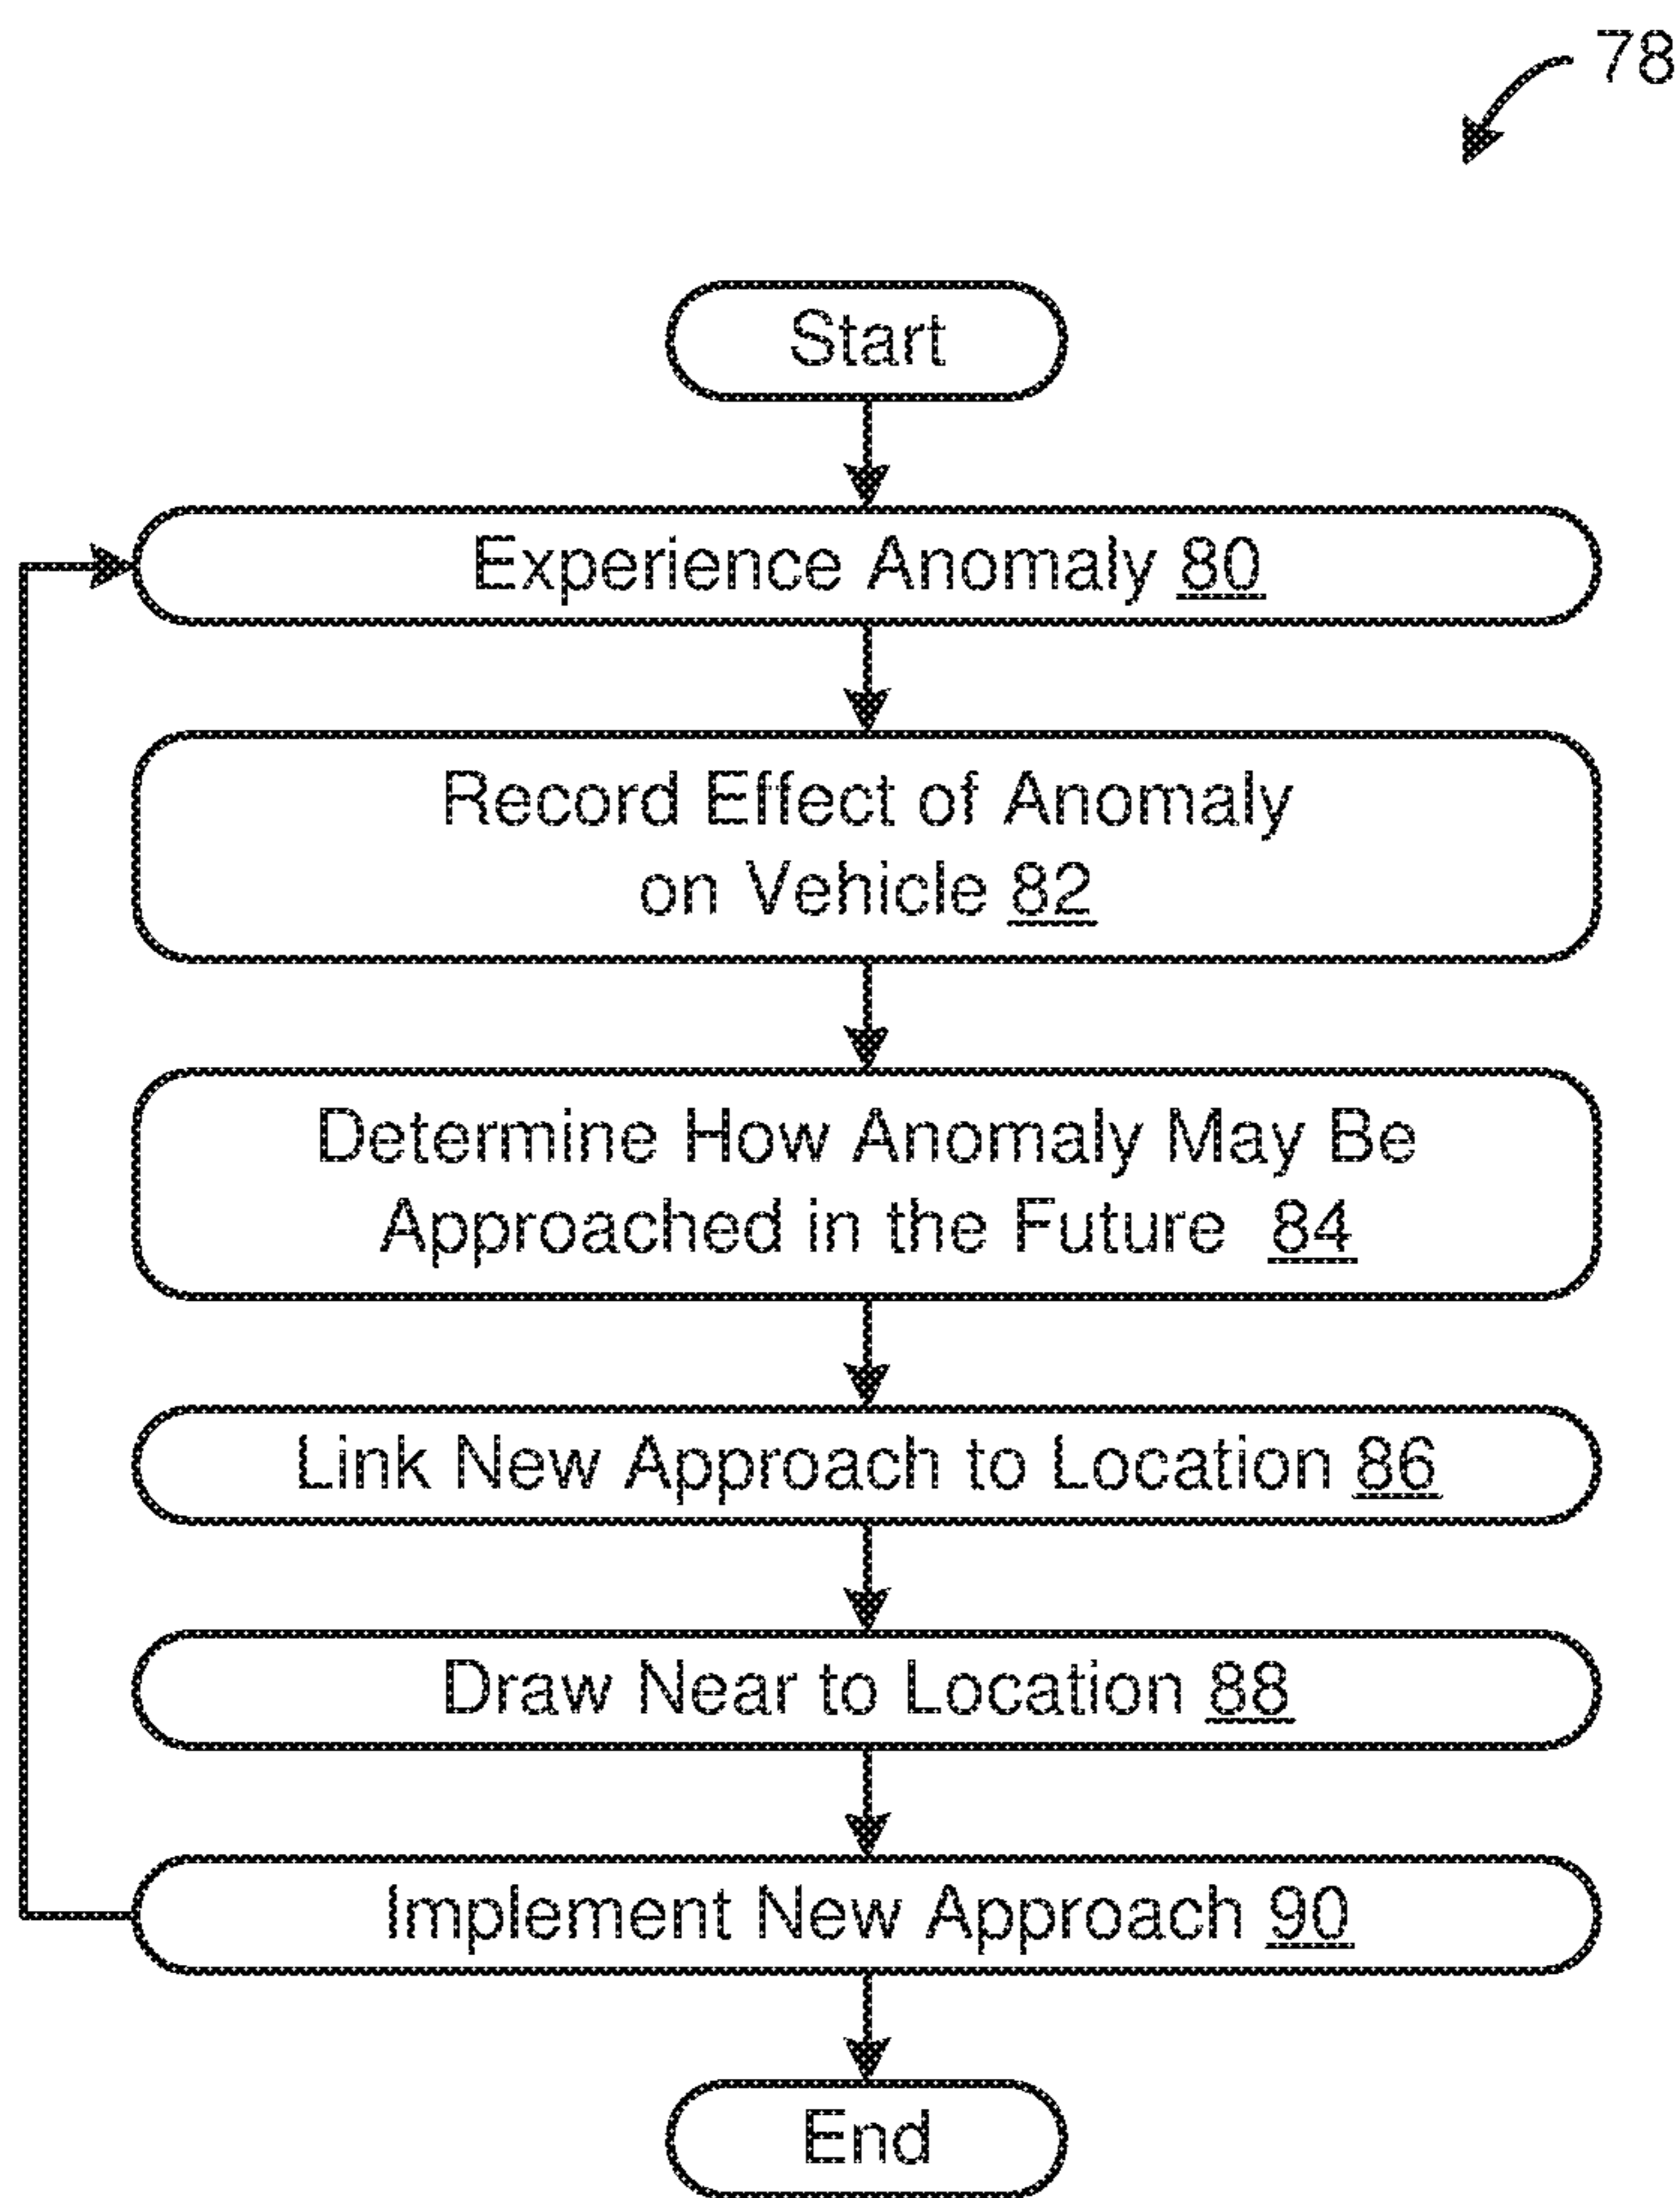 78
Start
Experience Anomaly 80
Record Effect of Anomaly
on Vehicle 82
Determine How Anomaly May Be
Approached in the Future 84
Link New Approach to Location 86
Draw Near to Location 88
Implement New Approach 90
End